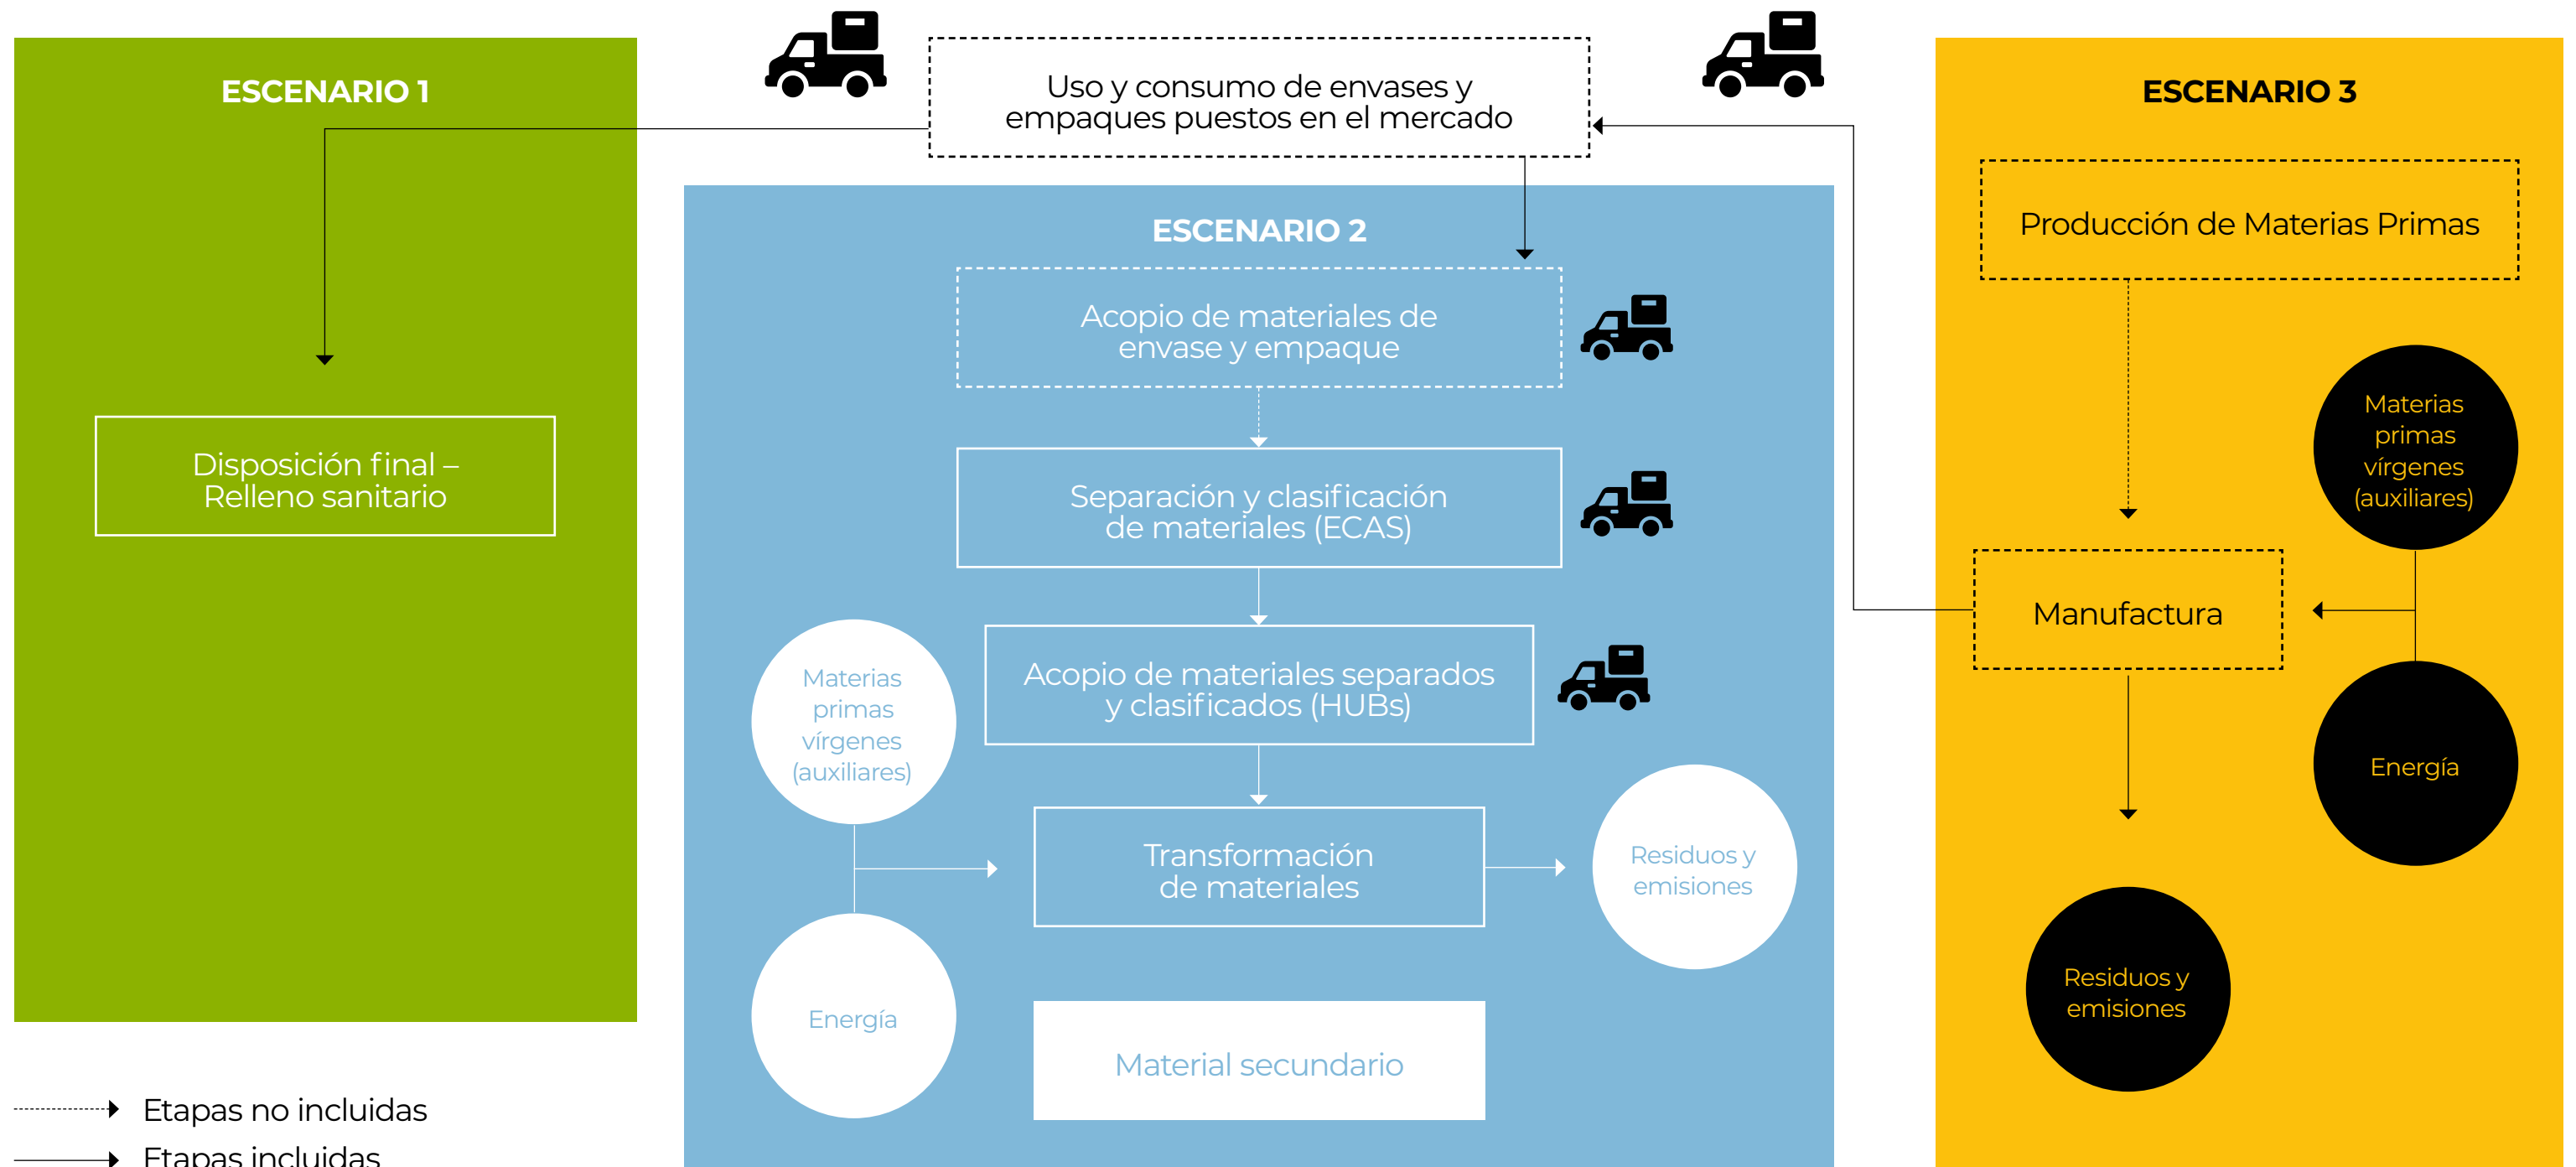 ESCENARIO 1
Disposición final –
Relleno sanitario
Uso y consumo de envases y
empaques puestos en el mercado
ESCENARIO 2
Acopio de materiales de
envase y empaque
Separación y clasificación
de materiales (ECAS)
Acopio de materiales separados
y clasificados (HUBs)
Materias
primas
vírgenes
(auxiliares)
Transformación
de materiales
Residuos y
emisiones
Energía
Material secundario
ESCENARIO 3
Producción de Materias Primas
Materias
primas
vírgenes
(auxiliares)
Manufactura
Energía
Residuos y
emisiones
Etapas no incluidas
Etapas incluidas